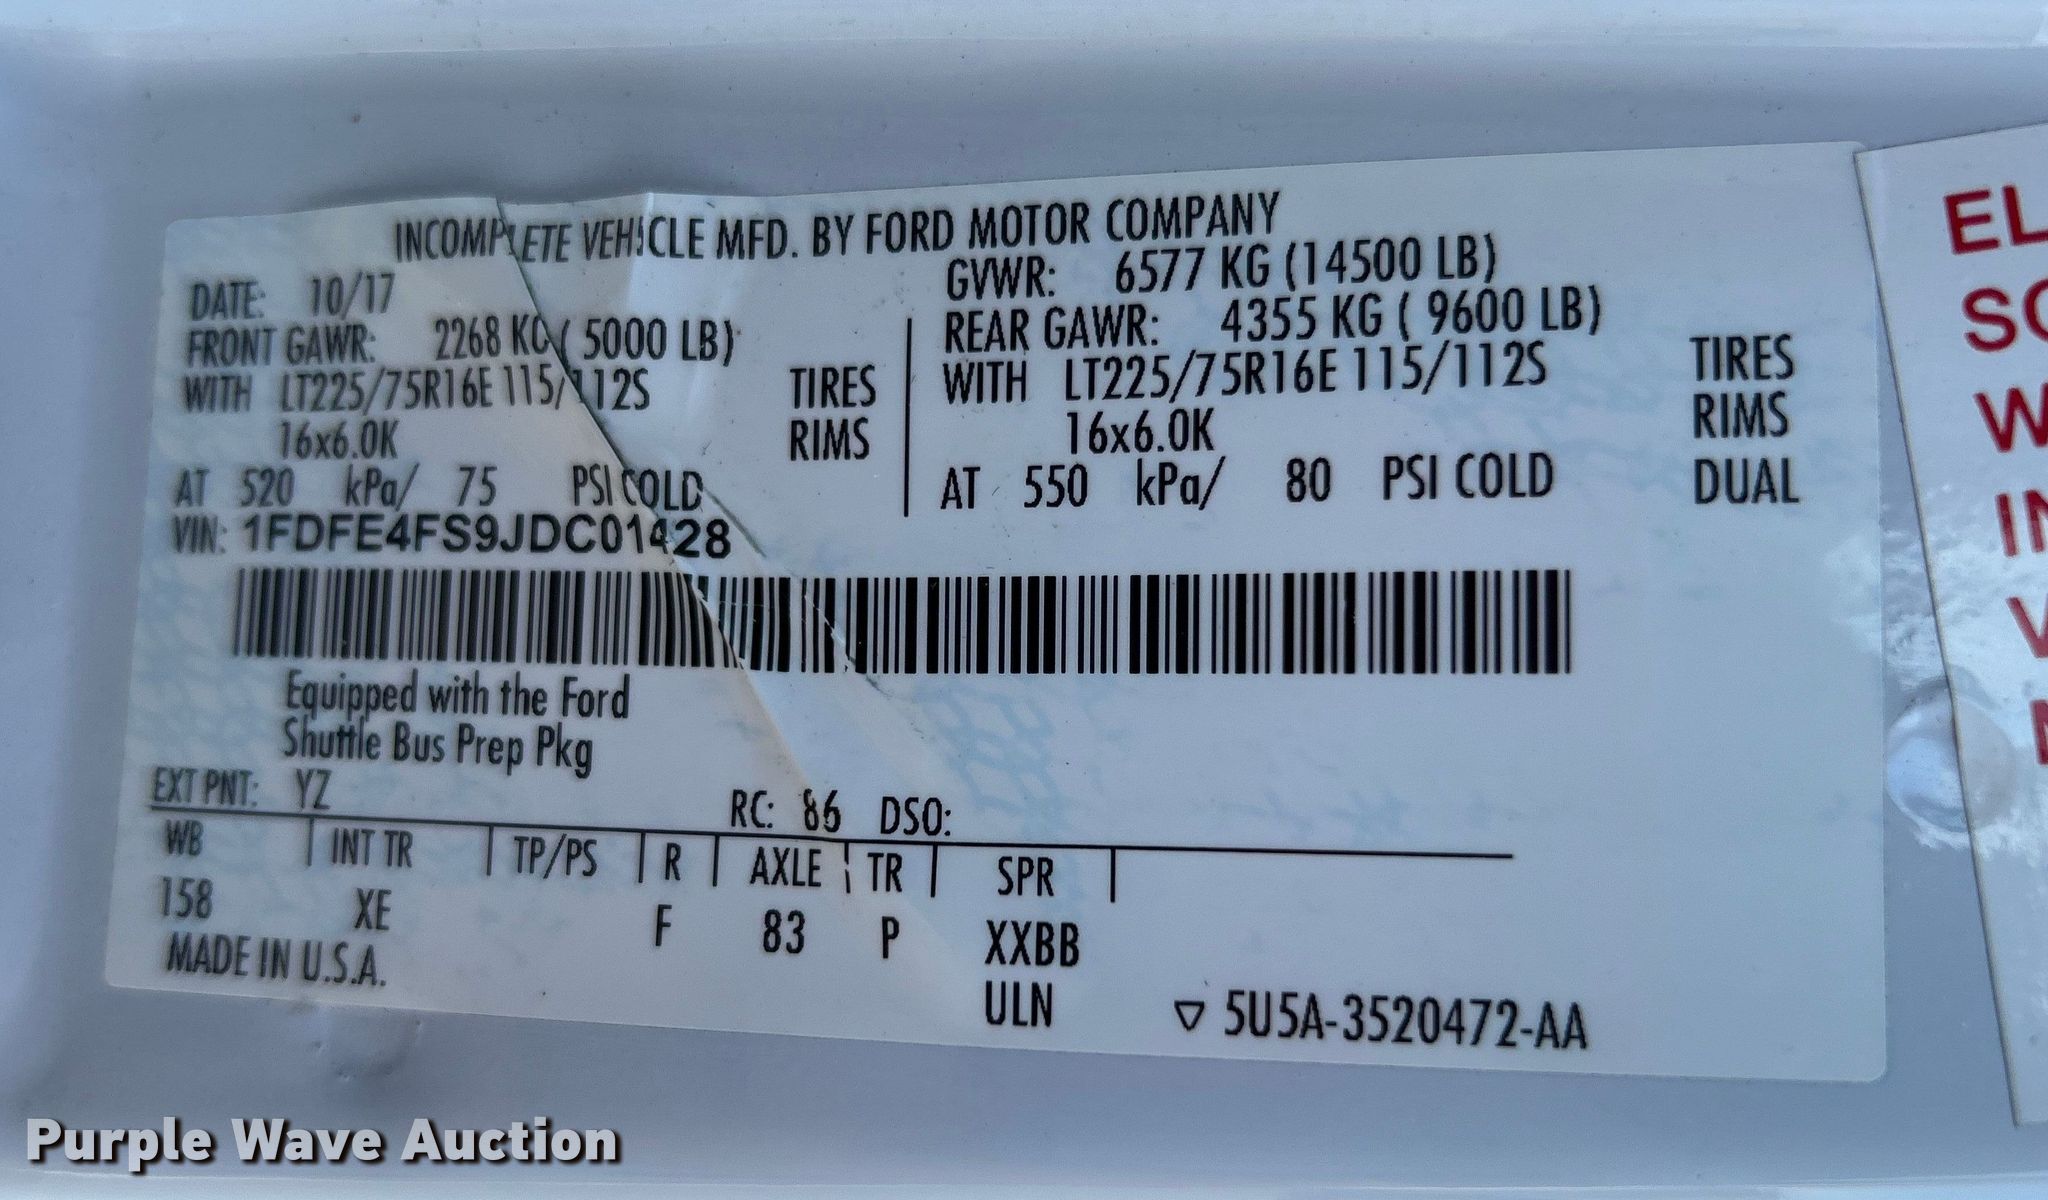 INCOMPLETE VEHICLE MFD. BY FORD MOTOR COMPANY
DATE: 10/17 GVWR: 6577 KG (14500 LB)
FRONT GAWR: 2268 KG ( 5000 LB) REAR GAWR: 4355 KG ( 9600 LB)
WITH LT225/75R16E 115/112S TIRES WITH LT225/75R16E 115/112S TIRES
16x6.0K RIMS 16x6.0K RIMS
AT 520 kPa/ 75 PSI COLD AT 550 kPa/ 80 PSI COLD DUAL
VIN: 1FDFE4FS9JDC01428
Equipped with the Ford
Shuttle Bus Prep Pkg
EXT PNT: YZ RC: 86 DSO:
WB INT TR TP/PS R AXLE TR SPR
158 XE F 83 P XXBB
MADE IN U.S.A. ULN ▽ 5U5A-3520472-AA
EL
SO
W
IN
V
Purple Wave Auction